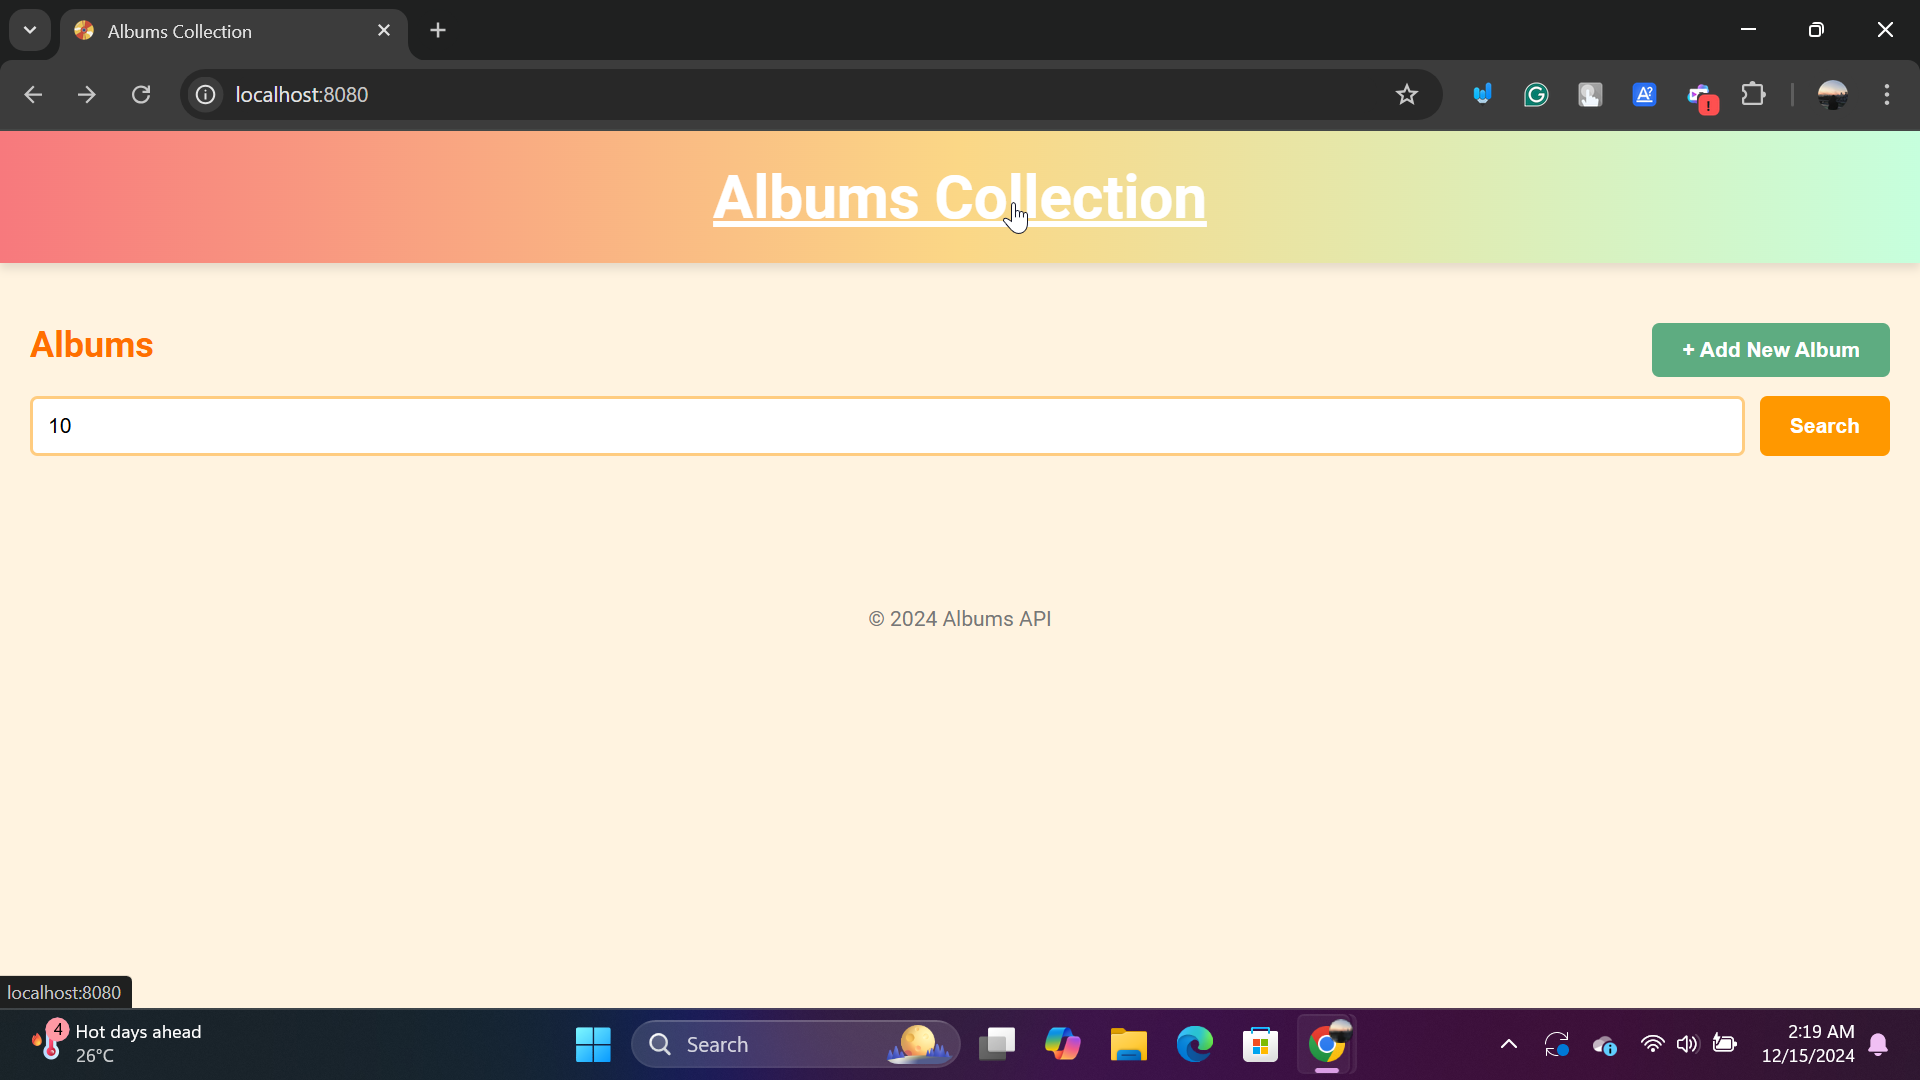 Albums Collection
localhost:8080
Albums Collection
Albums
+ Add New Album
10
Search
© 2024 Albums API
localhost:8080
4
Hot days ahead
26°C
Search
2:19 AM
12/15/2024